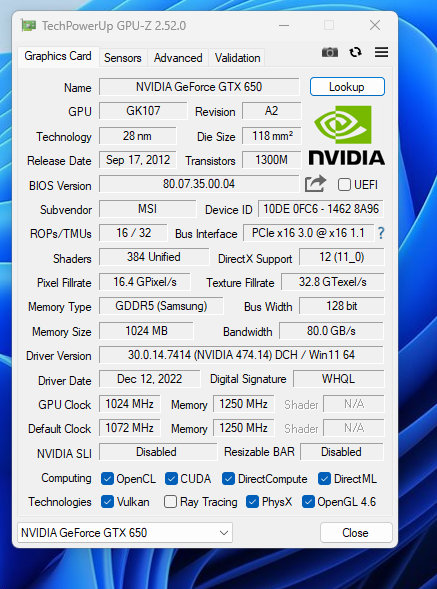 TechPowerUp GPU-Z 2.52.0
Graphics Card Sensors Advanced Validation
Name NVIDIA GeForce GTX 650 Lookup
GPU GK107 Revision A2
Technology 28 nm Die Size 118 mm²
Release Date Sep 17, 2012 Transistors 1300M
NVIDIA
BIOS Version 80.07.35.00.04 UEFI
Subvendor MSI Device ID 10DE 0FC6 - 1462 8A96
ROPs/TMUs 16 / 32 Bus Interface PCIe x16 3.0 @ x16 1.1 ?
Shaders 384 Unified DirectX Support 12 (11_0)
Pixel Fillrate 16.4 GPixel/s Texture Fillrate 32.8 GTexel/s
Memory Type GDDR5 (Samsung) Bus Width 128 bit
Memory Size 1024 MB Bandwidth 80.0 GB/s
Driver Version 30.0.14.7414 (NVIDIA 474.14) DCH / Win11 64
Driver Date Dec 12, 2022 Digital Signature WHQL
GPU Clock 1024 MHz Memory 1250 MHz Shader N/A
Default Clock 1072 MHz Memory 1250 MHz Shader N/A
NVIDIA SLI Disabled Resizable BAR Disabled
Computing OpenCL CUDA DirectCompute DirectML
Technologies Vulkan Ray Tracing PhysX OpenGL 4.6
NVIDIA GeForce GTX 650 Close